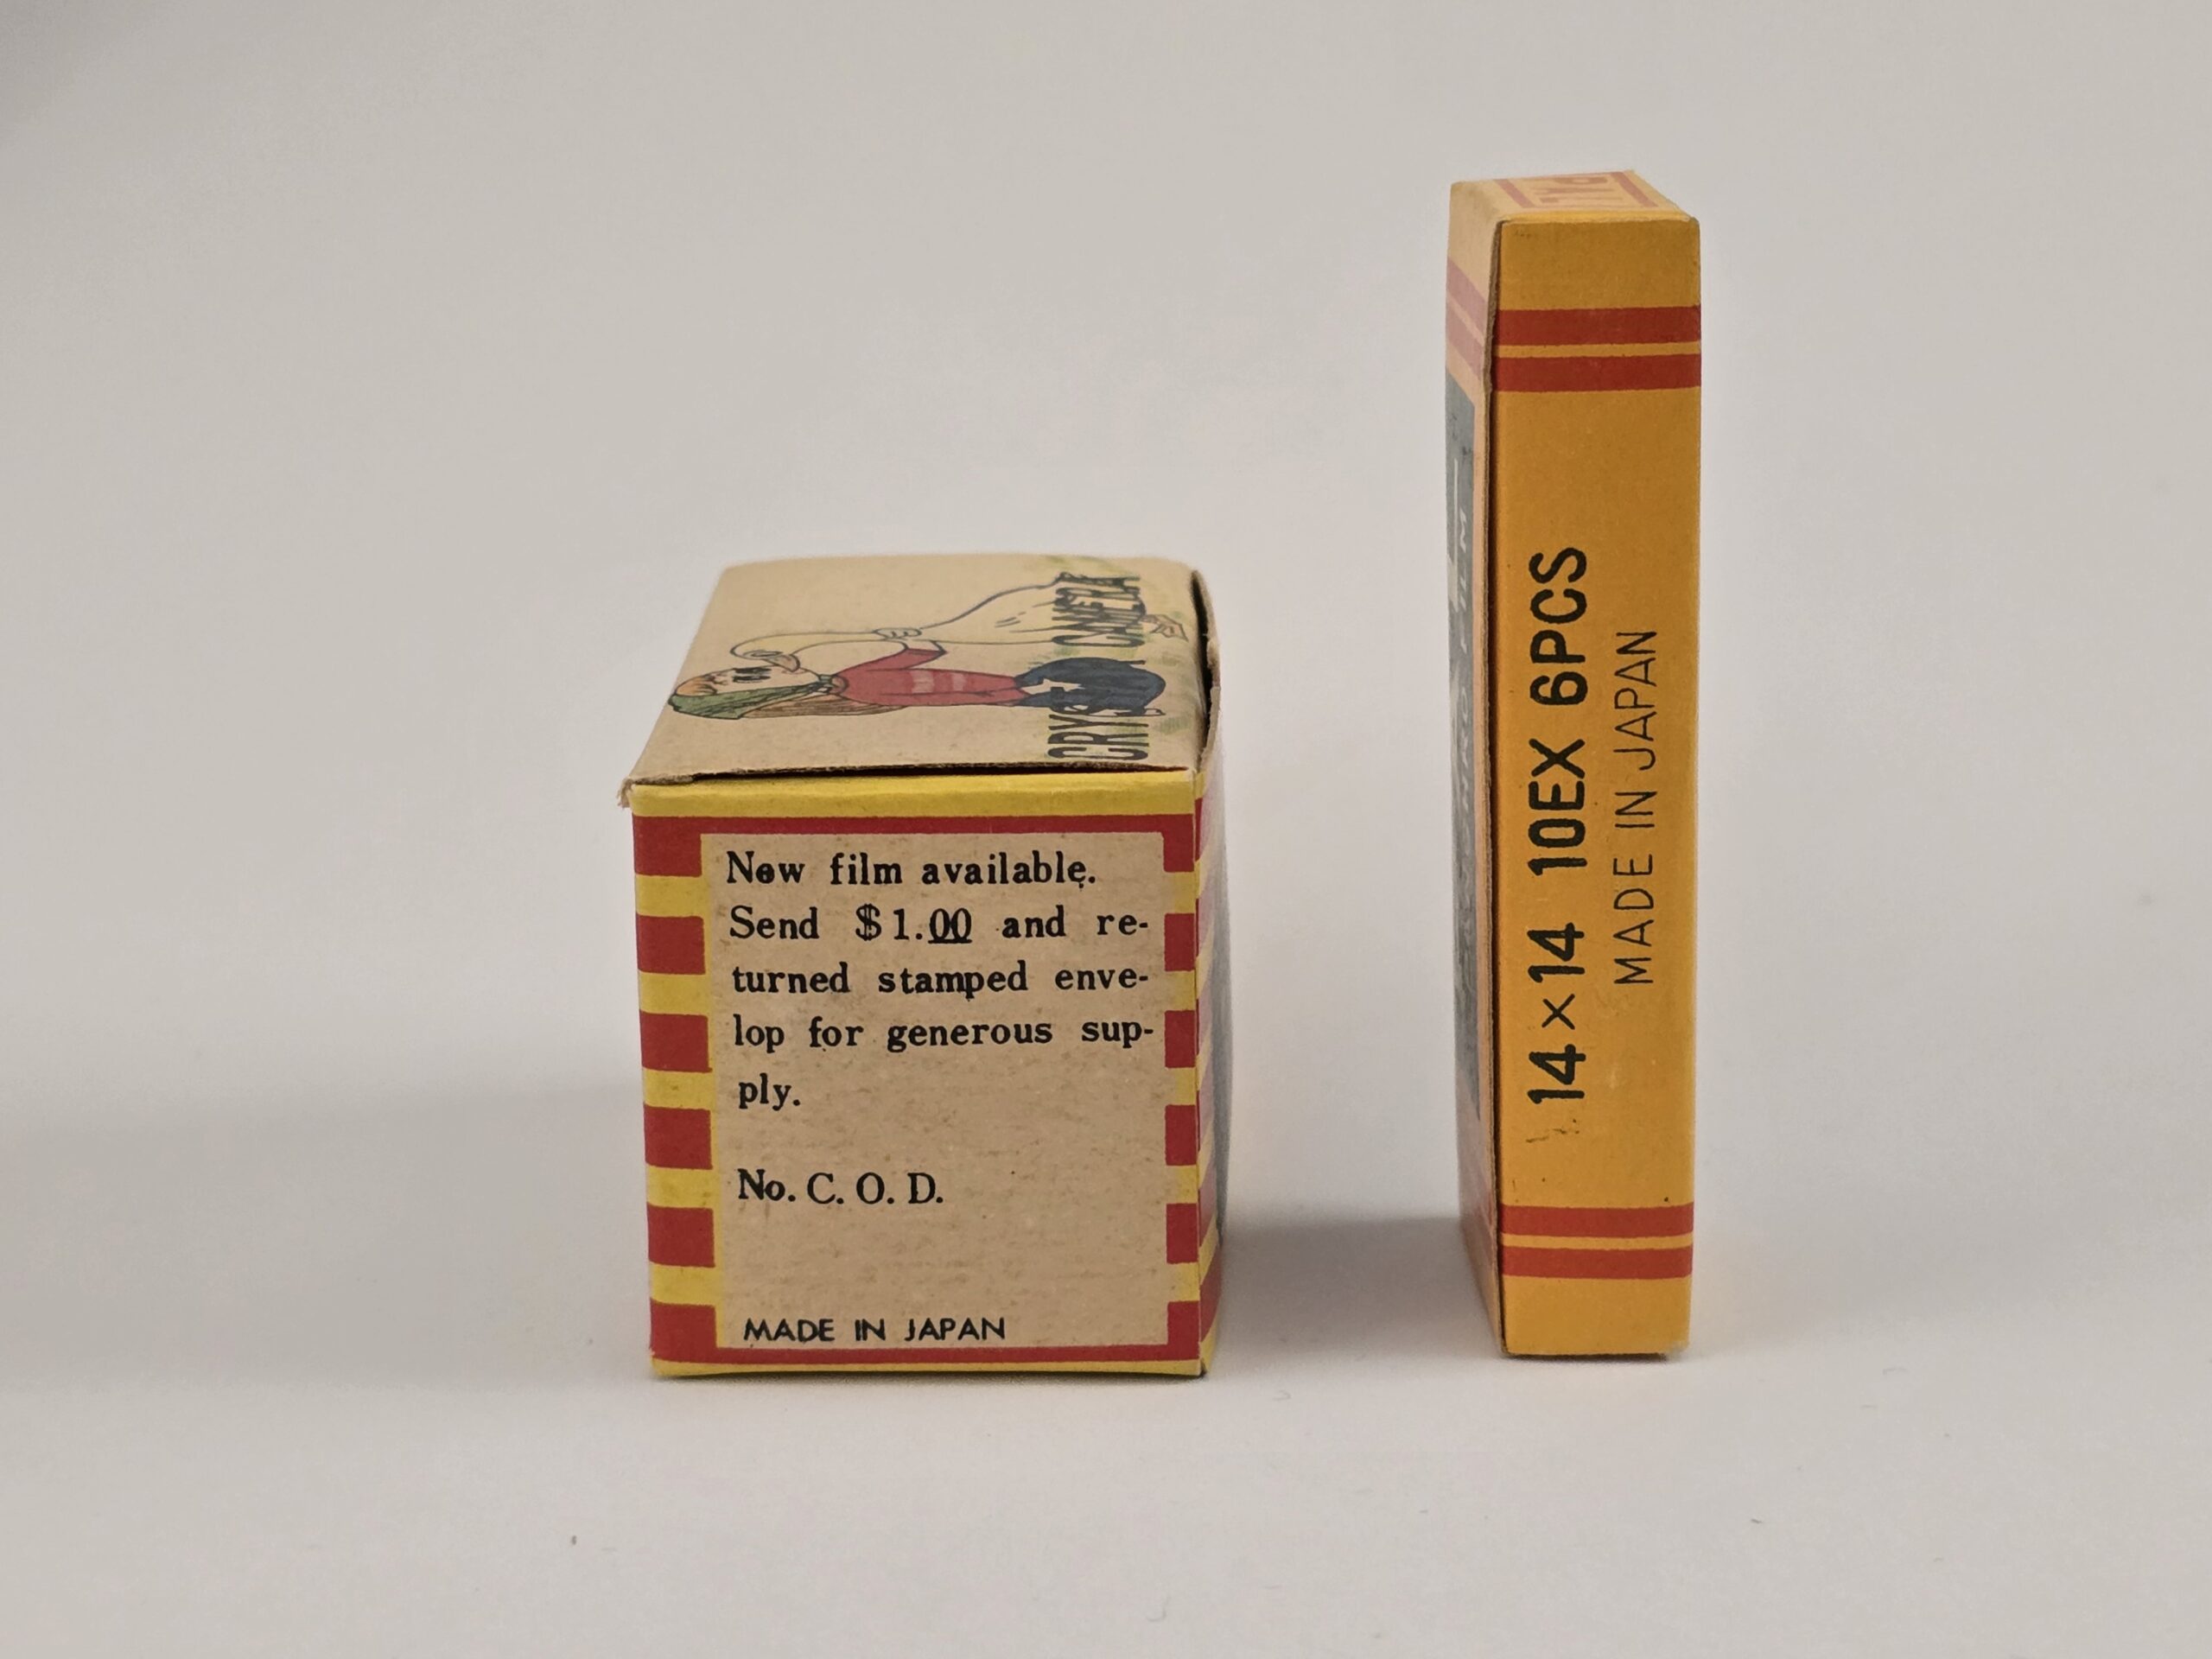 CAMERA
New film available.
Send $1.00 and re-
turned stamped enve-
lop for generous sup-
ply.
No. C. O. D.
MADE IN JAPAN
14×14 10EX 6PCS
MADE IN JAPAN